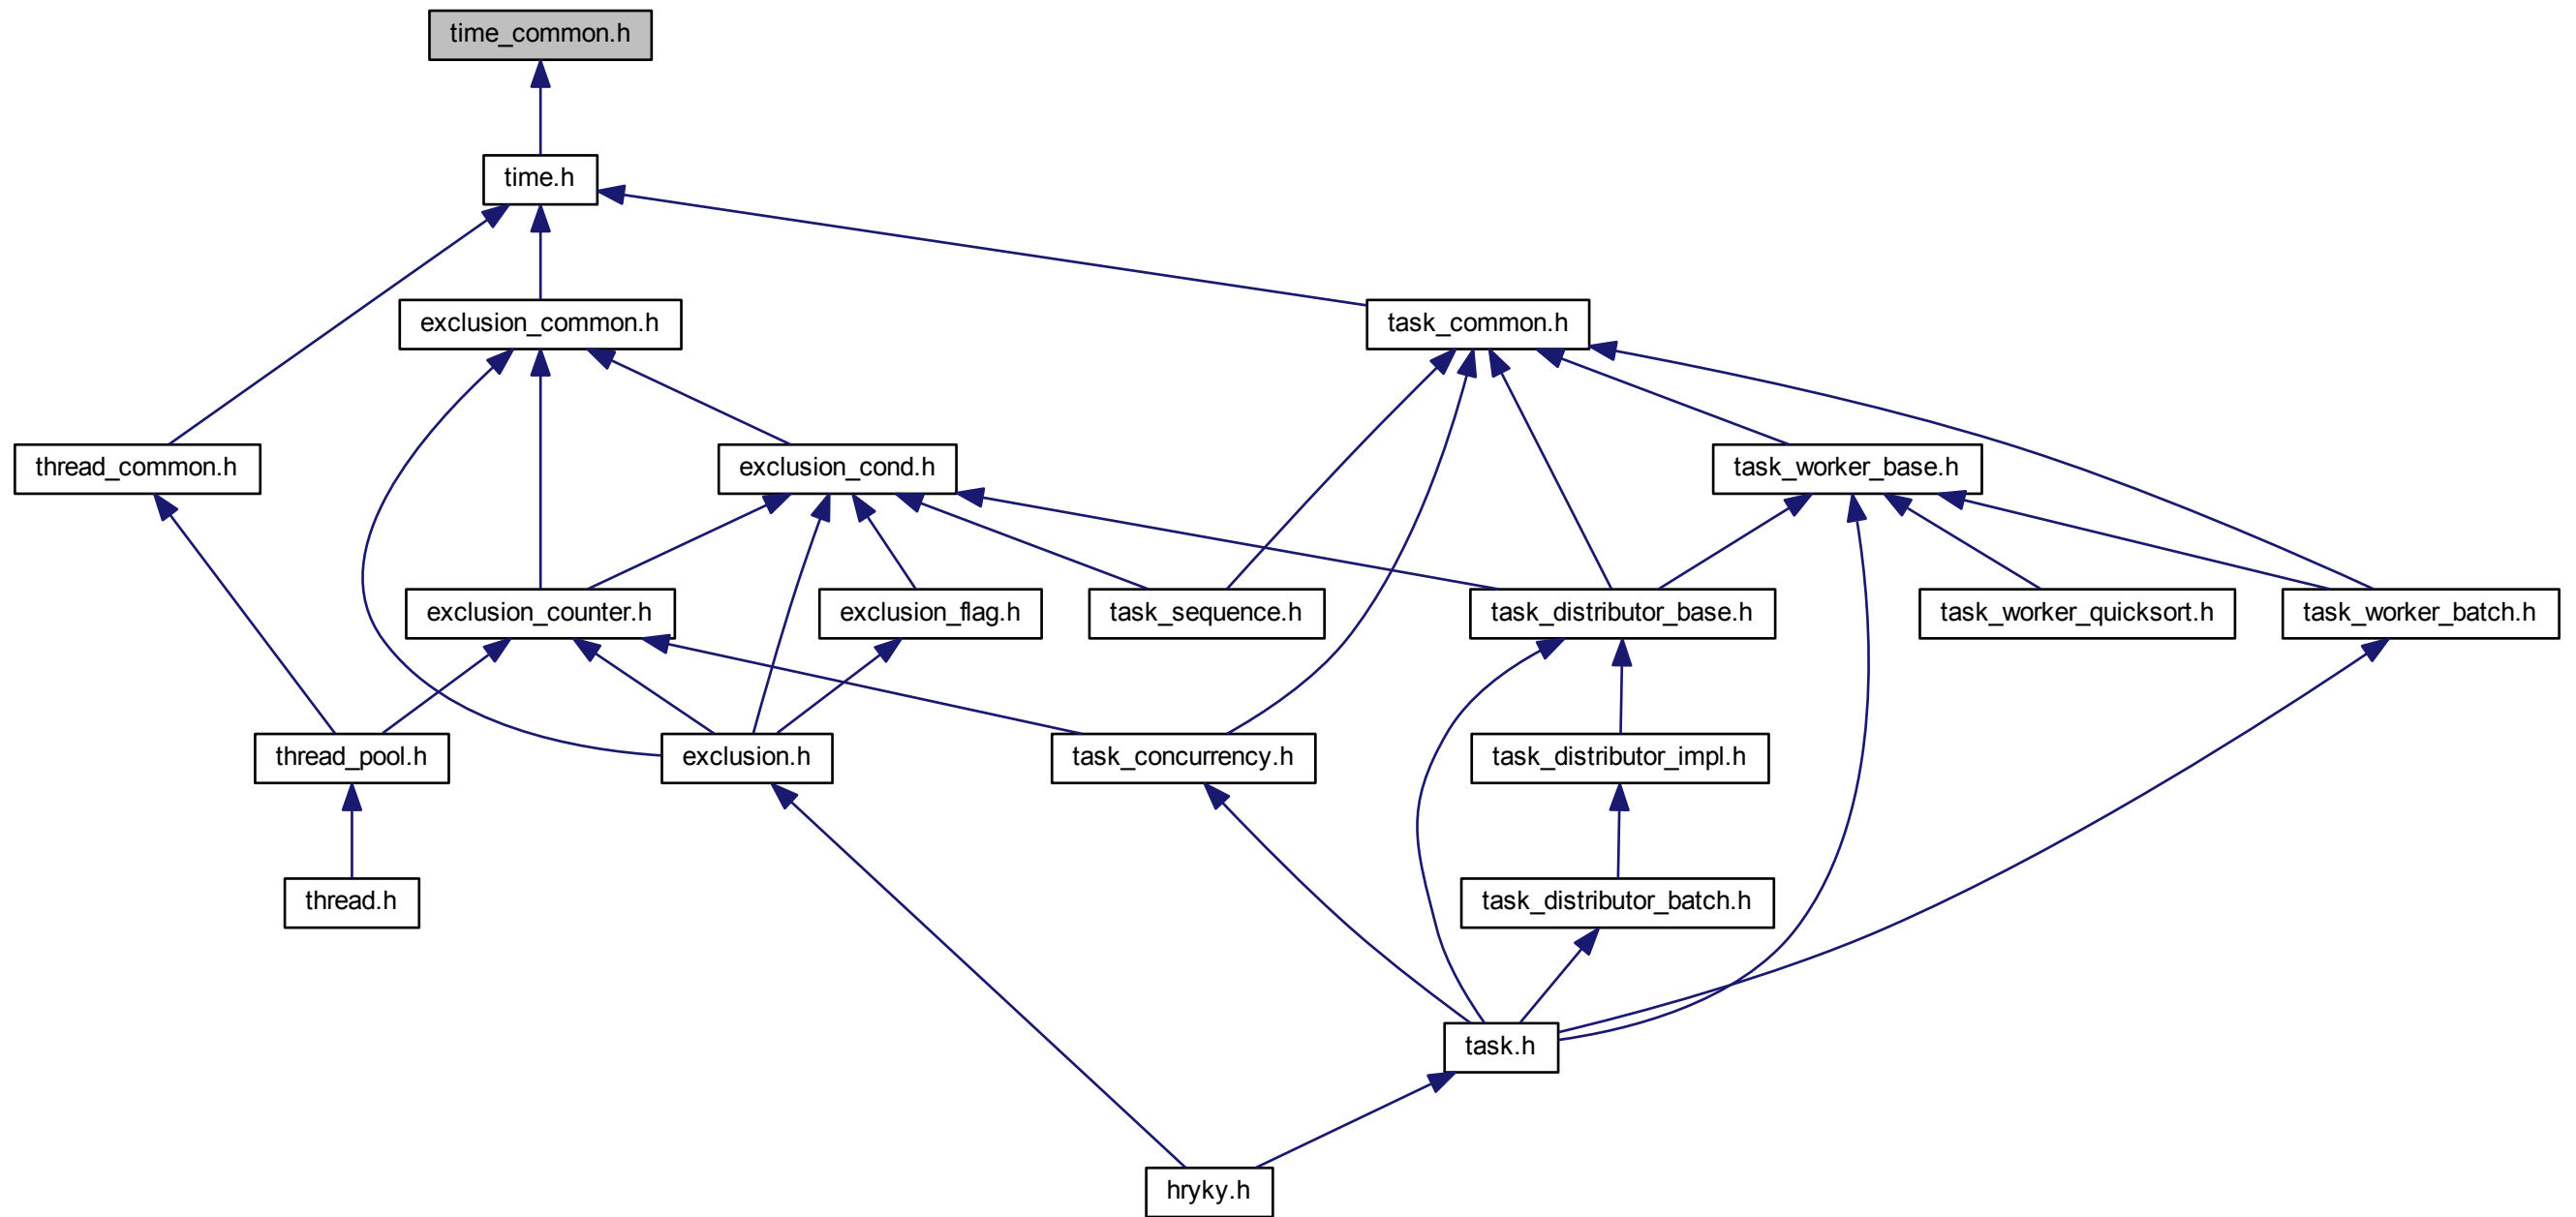 time_common.h
time.h
exclusion_common.h
task_common.h
thread_common.h
exclusion_cond.h
task_worker_base.h
exclusion_counter.h
exclusion_flag.h
task_sequence.h
task_distributor_base.h
task_worker_quicksort.h
task_worker_batch.h
thread_pool.h
exclusion.h
task_concurrency.h
task_distributor_impl.h
thread.h
task_distributor_batch.h
task.h
hryky.h